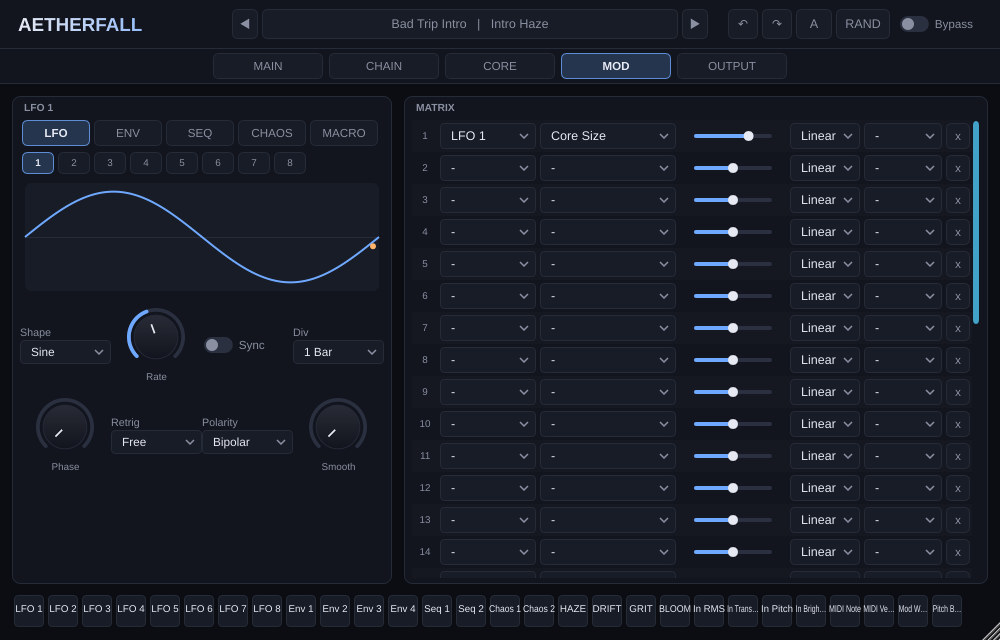 AETHERFALL
◀ Bad Trip Intro | Intro Haze ▶ ↶ ↷ A RAND Bypass
MAIN CHAIN CORE MOD OUTPUT
LFO 1
LFO ENV SEQ CHAOS MACRO
1 2 3 4 5 6 7 8
Shape
Sine
Rate
Sync
Div
1 Bar
Phase
Retrig
Free
Polarity
Bipolar
Smooth
MATRIX
1 LFO 1 Core Size Linear - x
2 - - Linear - x
3 - - Linear - x
4 - - Linear - x
5 - - Linear - x
6 - - Linear - x
7 - - Linear - x
8 - - Linear - x
9 - - Linear - x
10 - - Linear - x
11 - - Linear - x
12 - - Linear - x
13 - - Linear - x
14 - - Linear - x
LFO 1 LFO 2 LFO 3 LFO 4 LFO 5 LFO 6 LFO 7 LFO 8 Env 1 Env 2 Env 3 Env 4 Seq 1 Seq 2 Chaos 1 Chaos 2 HAZE DRIFT GRIT BLOOM In RMS In Trans... In Pitch In Brigh... MIDI Note MIDI Ve... Mod W... Pitch B...